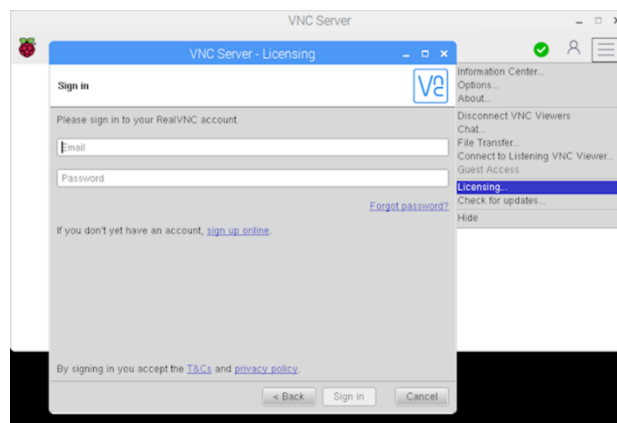 VNC Server
VNC Server - Licensing
Sign in
Please sign in to your RealVNC account.
Email
Password
Forgot password?
If you don't yet have an account, sign up online.
By signing in you accept the T&Cs and privacy policy.
< Back
Sign in
Cancel
Information Center...
Options...
About...
Disconnect VNC Viewers
Chat...
File Transfer...
Connect to Listening VNC Viewer...
Guest Access
Licensing...
Check for updates...
Hide